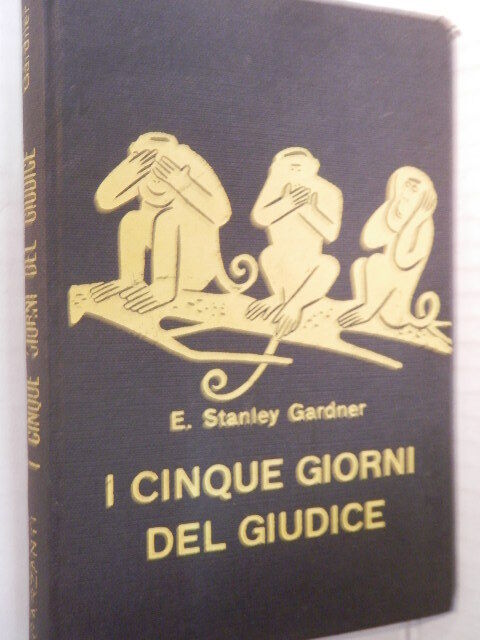 E. Stanley Gardner
I CINQUE GIORNI
DEL GIUDICE
Gardner
I CINQUE GIORNI DEL GIUDICE